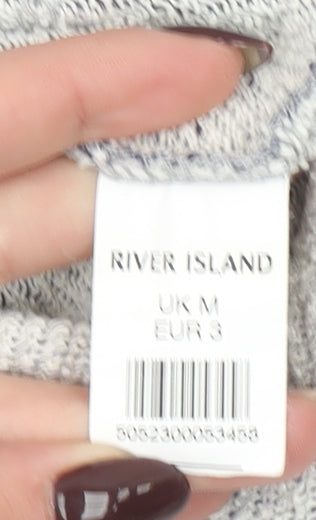 RIVER ISLAND
UK M
EUR 3
5052300053458